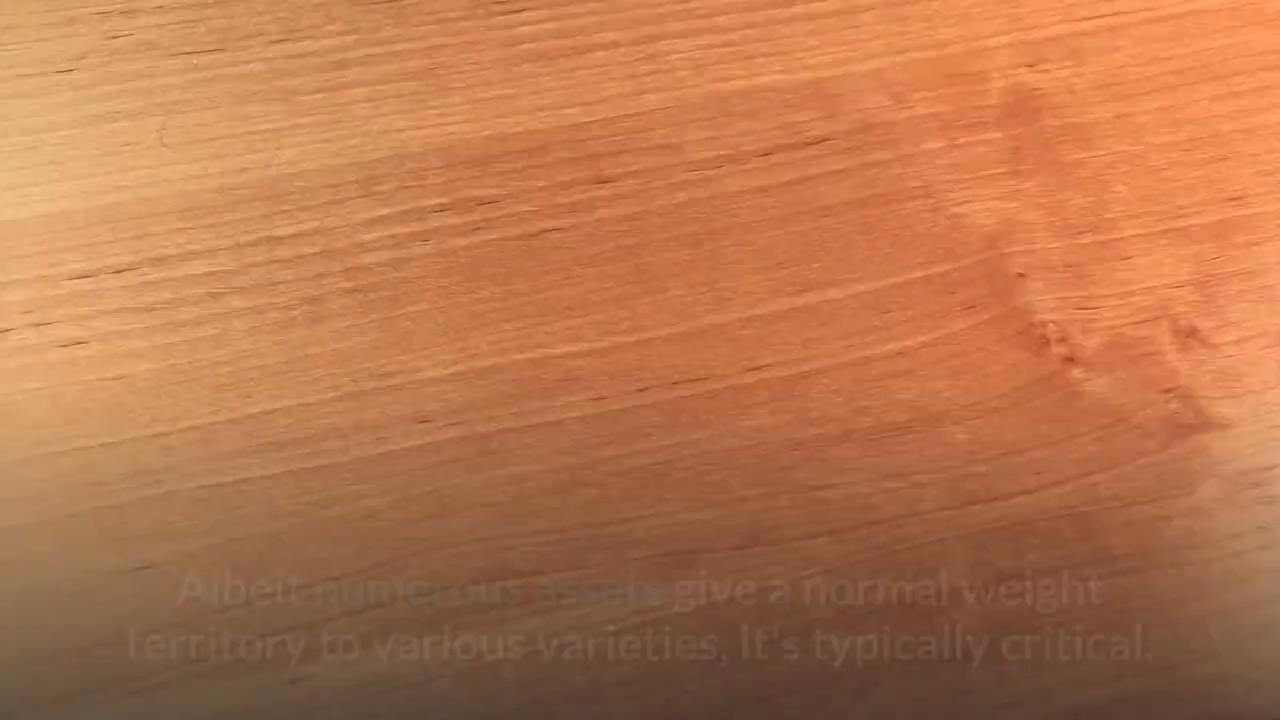 Albeit numerous assets give a normal weight
territory to various varieties, it's typically critical.